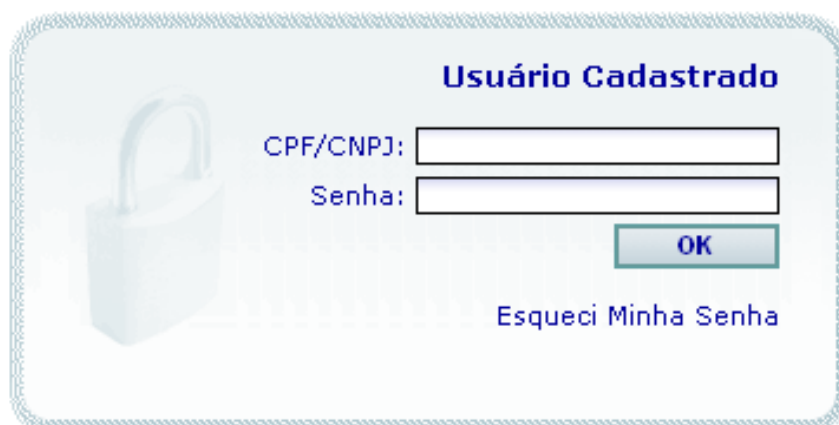 Usuário Cadastrado
CPF/CNPJ:
Senha:
OK
Esqueci Minha Senha